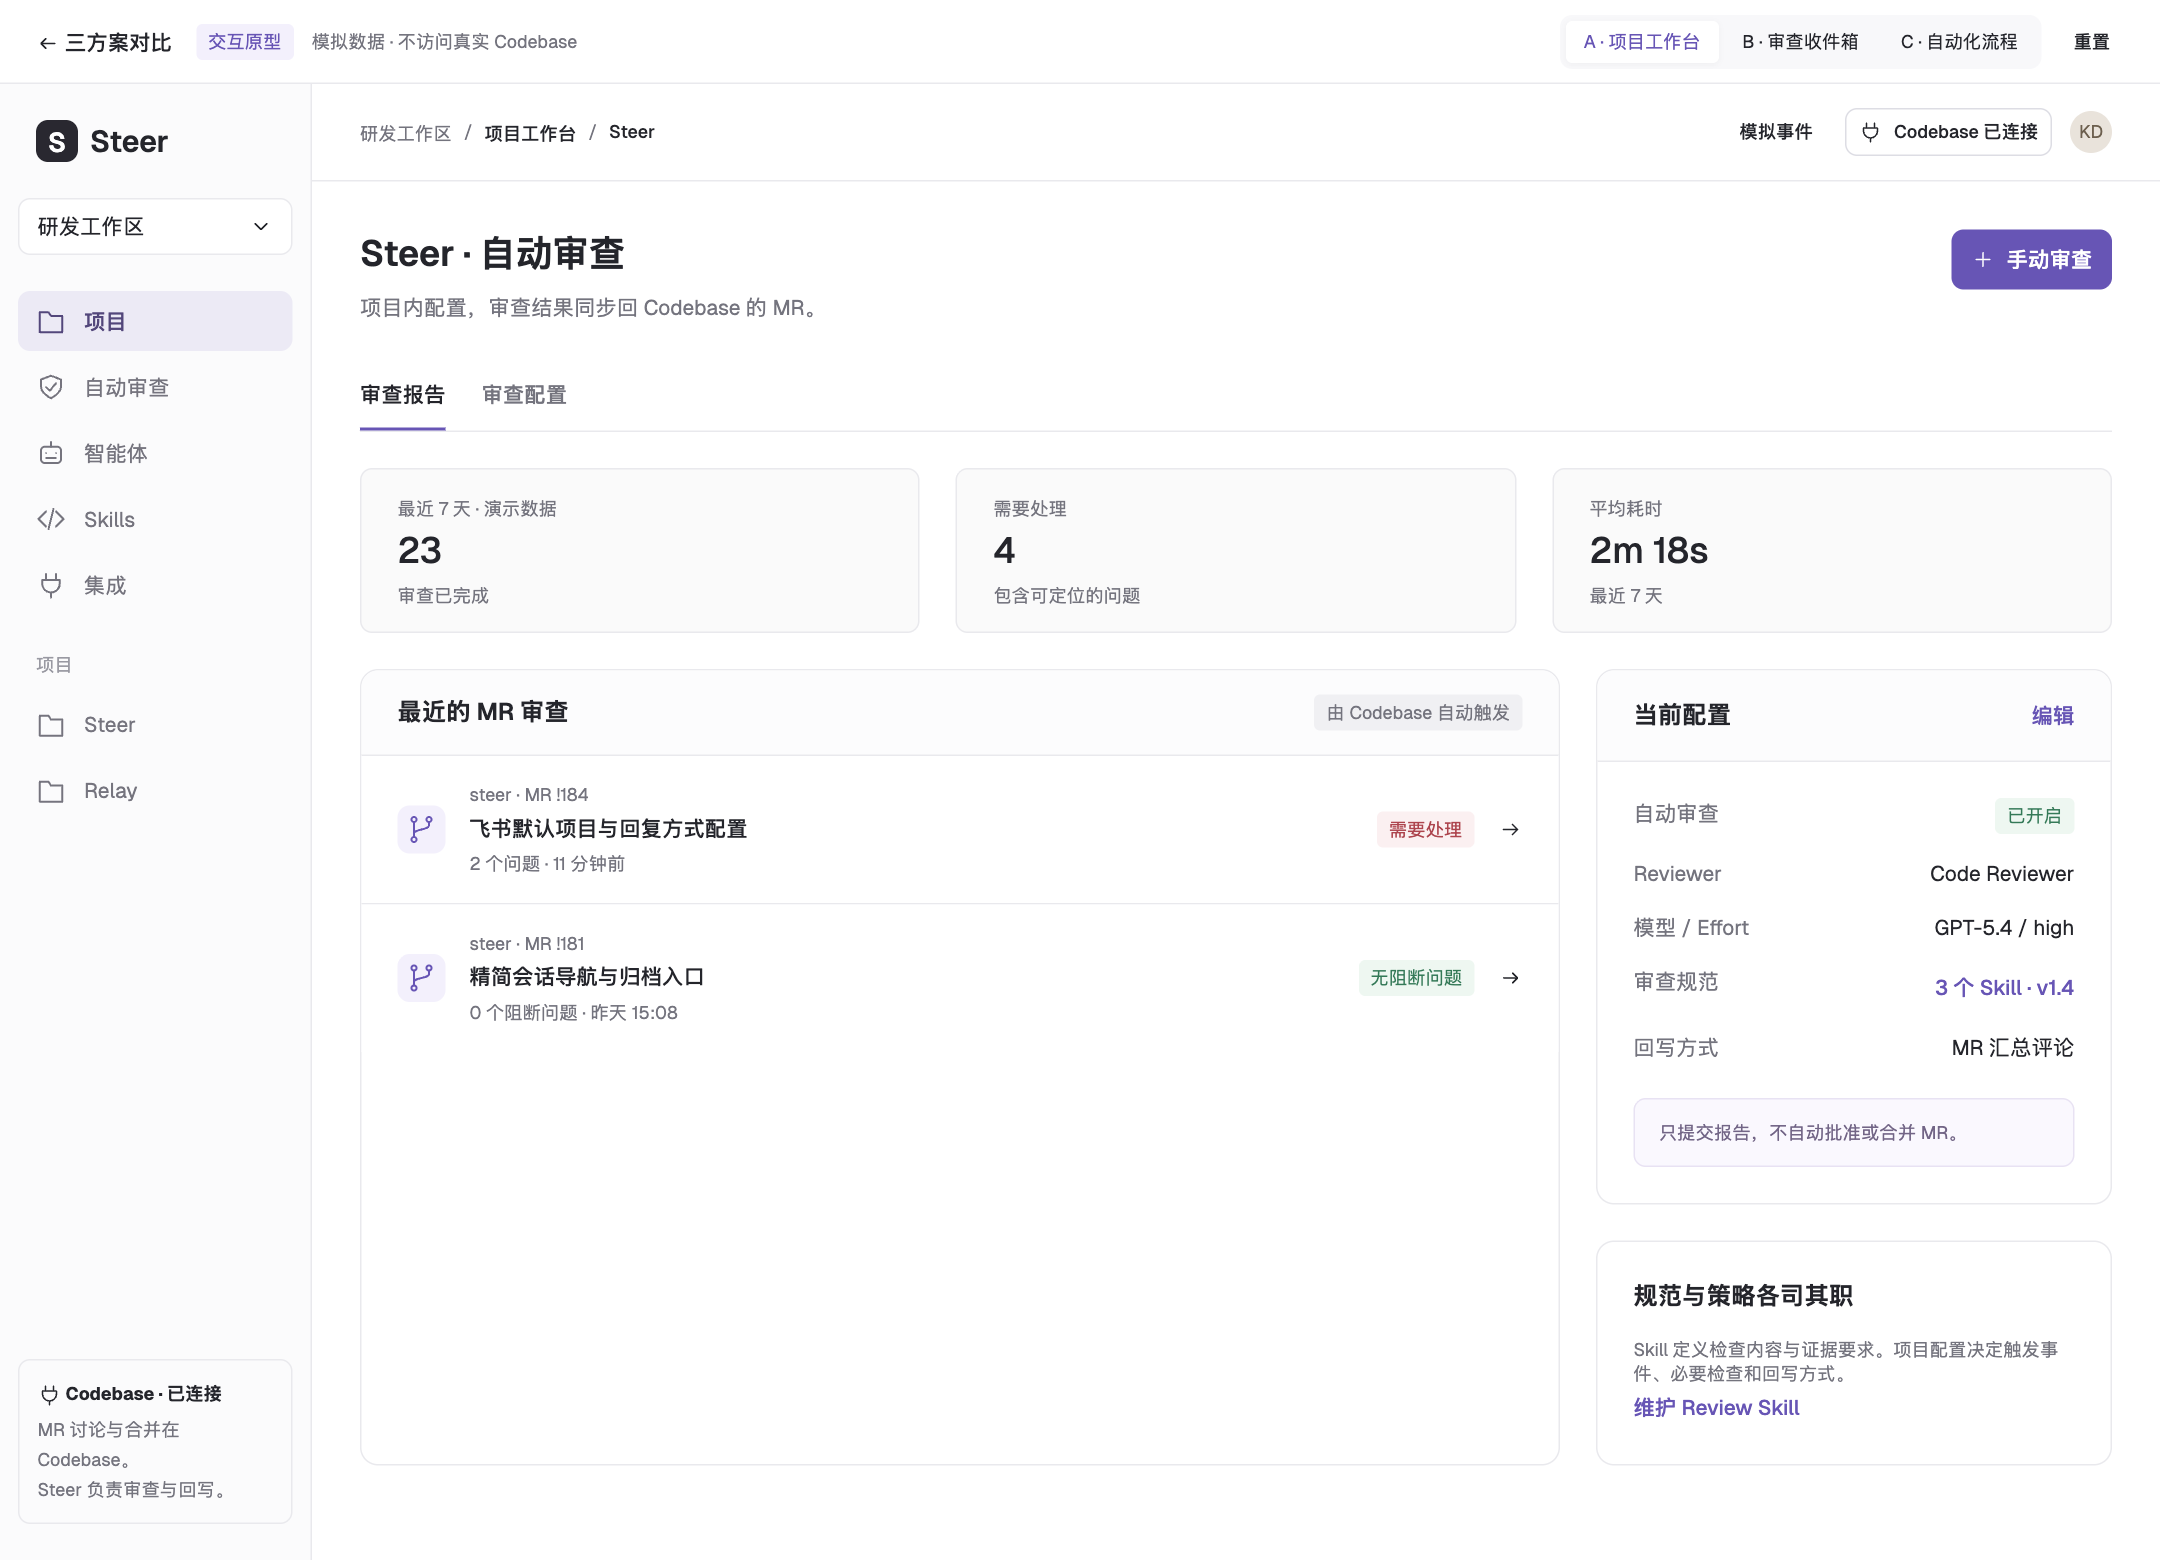 ← 三方案对比
交互原型
模拟数据 · 不访问真实 Codebase
A · 项目工作台
B · 审查收件箱
C · 自动化流程
重置
S Steer
研发工作区
项目
自动审查
智能体
Skills
集成
项目
Steer
Relay
Codebase · 已连接
MR 讨论与合并在
Codebase。
Steer 负责审查与回写。
研发工作区 / 项目工作台 / Steer
模拟事件
Codebase 已连接
KD
Steer · 自动审查
项目内配置，审查结果同步回 Codebase 的 MR。
+ 手动审查
审查报告
审查配置
最近 7 天 · 演示数据
23
审查已完成
需要处理
4
包含可定位的问题
平均耗时
2m 18s
最近 7 天
最近的 MR 审查
由 Codebase 自动触发
steer · MR !184
飞书默认项目与回复方式配置
2 个问题 · 11 分钟前
需要处理 →
steer · MR !181
精简会话导航与归档入口
0 个阻断问题 · 昨天 15:08
无阻断问题 →
当前配置
编辑
自动审查
已开启
Reviewer
Code Reviewer
模型 / Effort
GPT-5.4 / high
审查规范
3 个 Skill · v1.4
回写方式
MR 汇总评论
只提交报告，不自动批准或合并 MR。
规范与策略各司其职
Skill 定义检查内容与证据要求。项目配置决定触发事
件、必要检查和回写方式。
维护 Review Skill